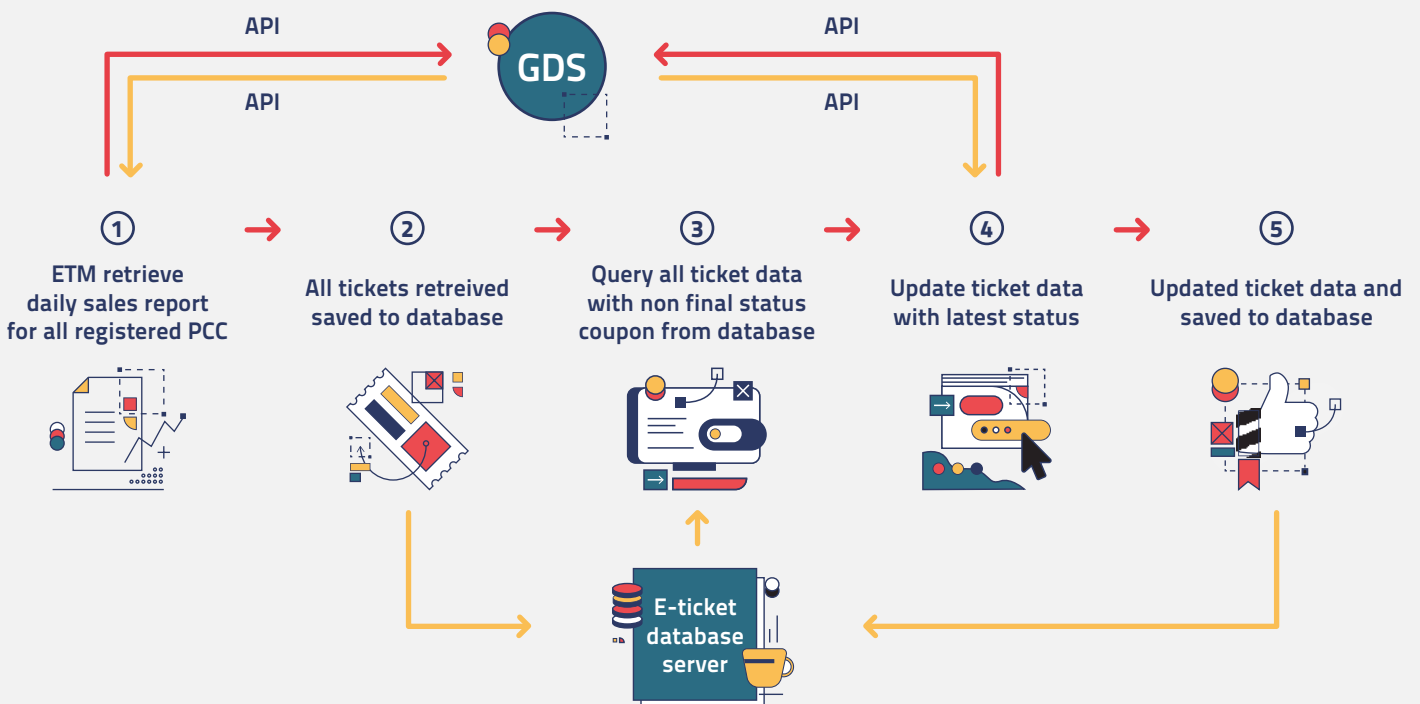 API
API
GDS
API
API
1
2
3
4
5
ETM retrieve
daily sales report
for all registered PCC
All tickets retreived
saved to database
Query all ticket data
with non final status
coupon from database
Update ticket data
with latest status
Updated ticket data and
saved to database
E-ticket
database
server